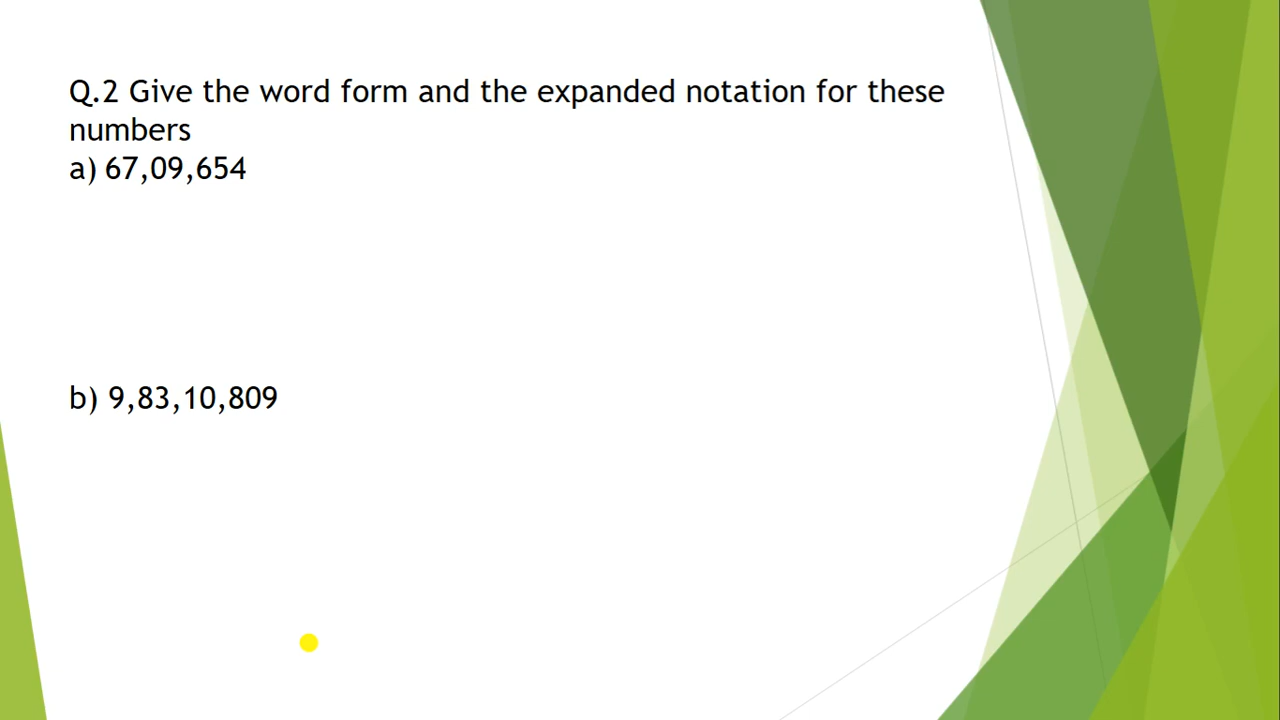 Q.2 Give the word form and the expanded notation for these
numbers
a) 67,09,654
b) 9,83,10,809